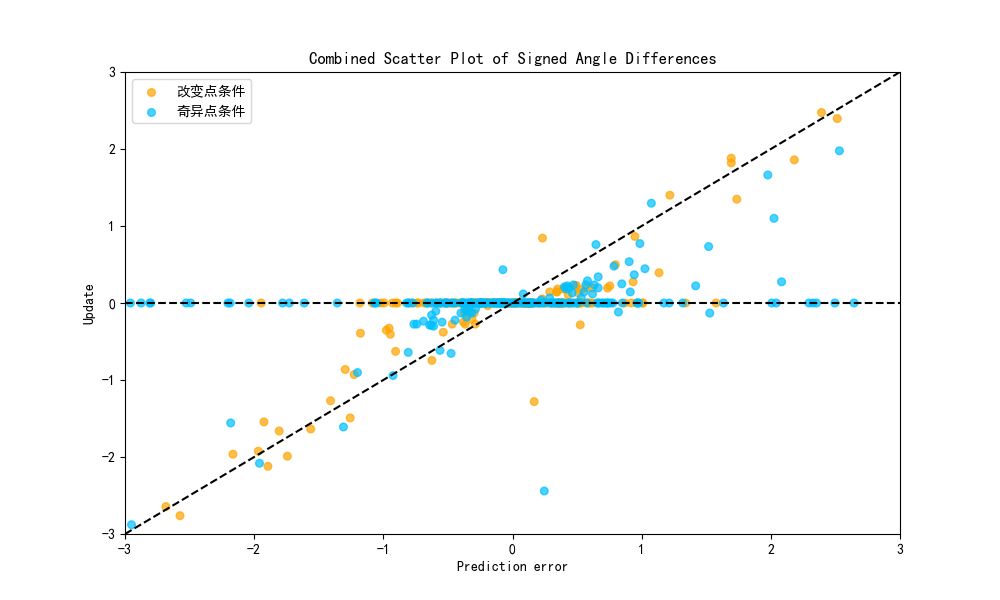 Combined Scatter Plot of Signed Angle Differences
改变点条件
奇异点条件
3
2
1
0
−1
−2
−3
Update
−3
−2
−1
0
1
2
3
Prediction error